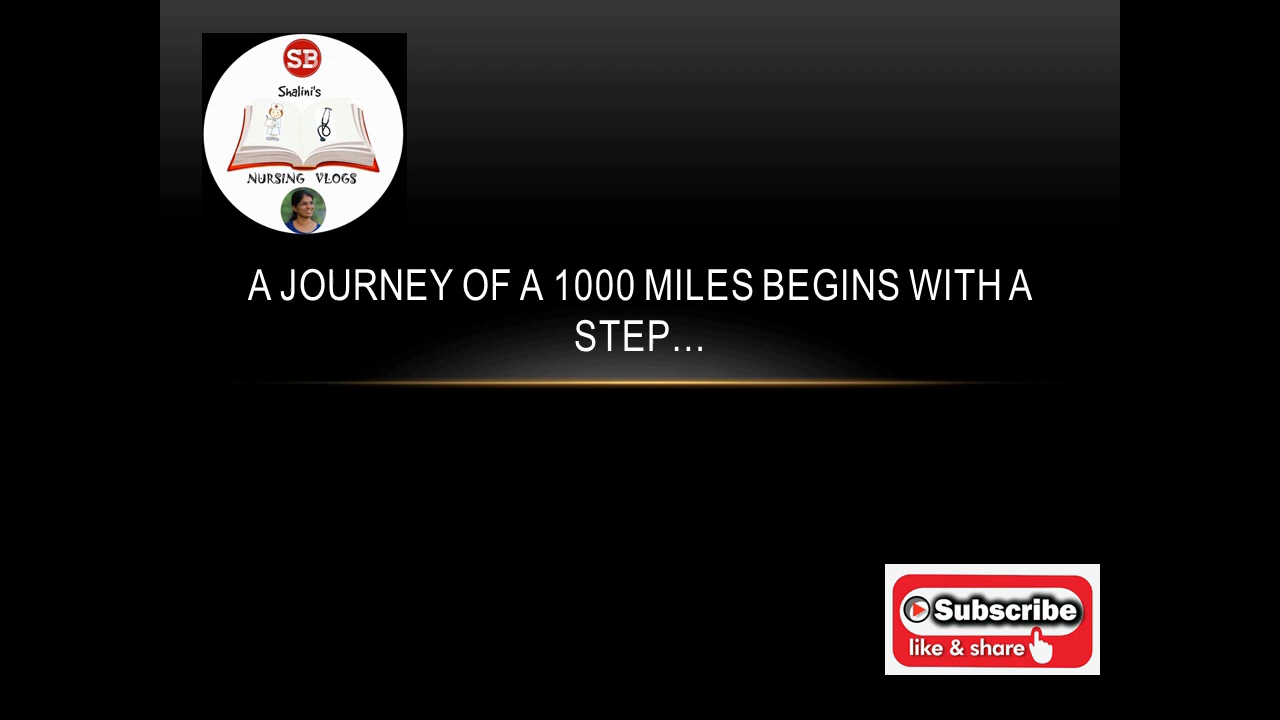 SB
Shalini's
NURSING VLOGS
A JOURNEY OF A 1000 MILES BEGINS WITH A
STEP...
Subscribe
like & share